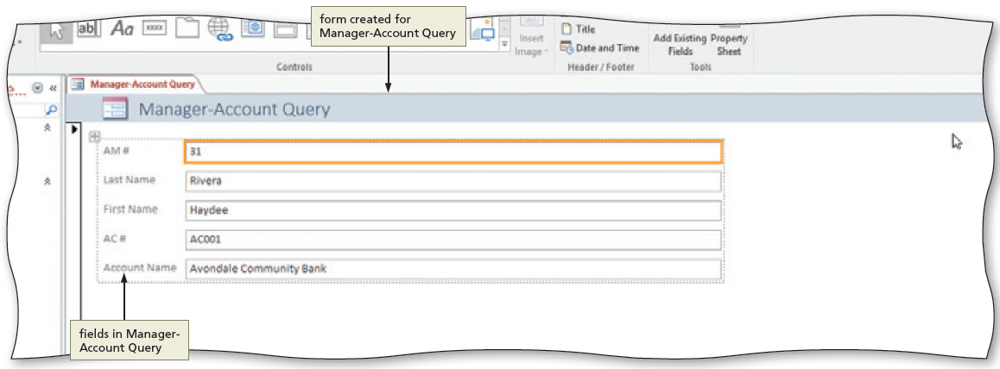 form created for
Manager-Account Query
ab|
Aa
xxxx
Insert
Image
Title
Date and Time
Add Existing
Fields
Property
Sheet
Controls
Header / Footer
Tools
e...
Manager-Account Query
Manager-Account Query
AM #
31
Last Name
Rivera
First Name
Haydee
AC #
AC001
Account Name
Avondale Community Bank
fields in Manager-
Account Query